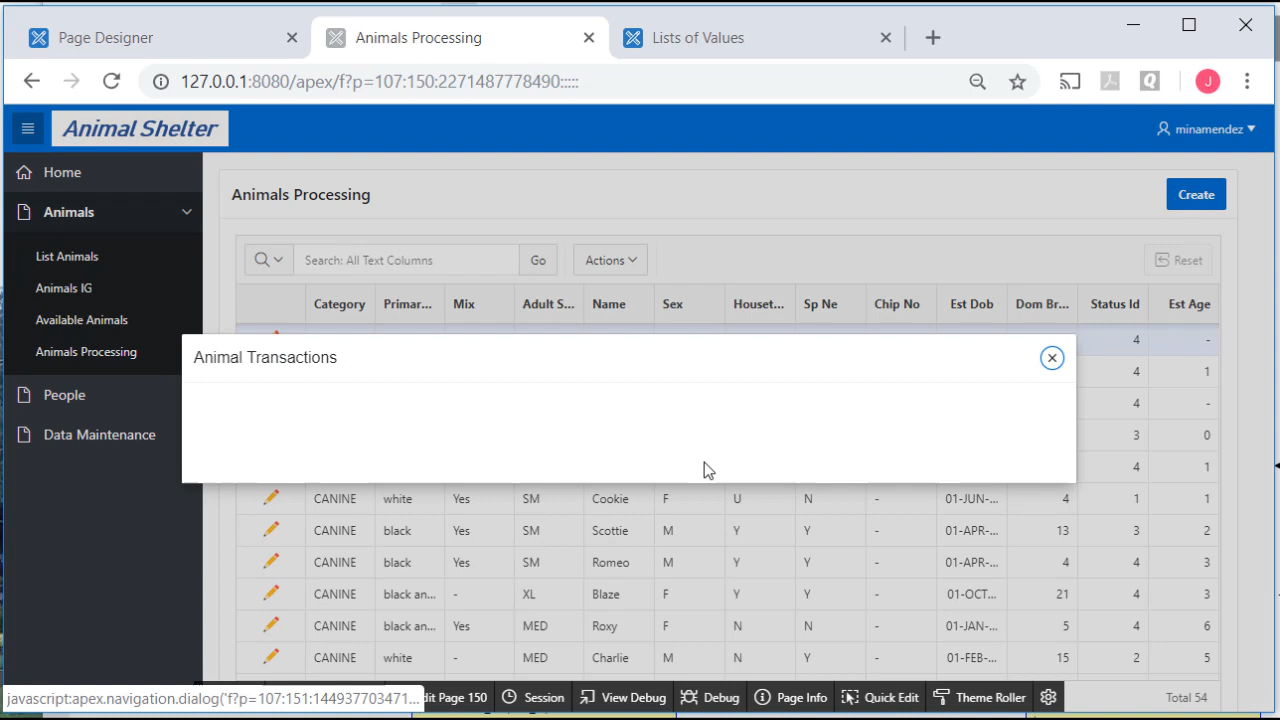 Page Designer
Animals Processing
Lists of Values
127.0.0.1:8080/apex/f?p=107:150:2271487778490:::::
J
Animal Shelter
minamendez
Home
Animals
List Animals
Animals IG
Available Animals
Animals Processing
People
Data Maintenance
Animals Processing
Create
Search: All Text Columns
Go
Actions
Reset
Category Primar... Mix Adult S... Name Sex Houset... Sp Ne Chip No Est Dob Dom Br... Status Id Est Age
4 -
4 1
4 -
3 0
4 1
Animal Transactions
CANINE white Yes SM Cookie F U N - 01-JUN-... 4 1 1
CANINE black Yes SM Scottie M Y Y - 01-APR-... 13 3 2
CANINE black Yes SM Romeo M Y Y - 01-APR-... 4 4 3
CANINE black an... - XL Blaze F Y Y - 01-OCT... 21 4 3
CANINE black an... Yes MED Roxy F N N - 01-JAN-... 5 4 6
CANINE white - MED Charlie M N Y - 01-FEB-... 15 2 5
javascript:apex.navigation.dialog('f?p=107:151:144937703471...
dit Page 150
Session
View Debug
Debug
Page Info
Quick Edit
Theme Roller
Total 54